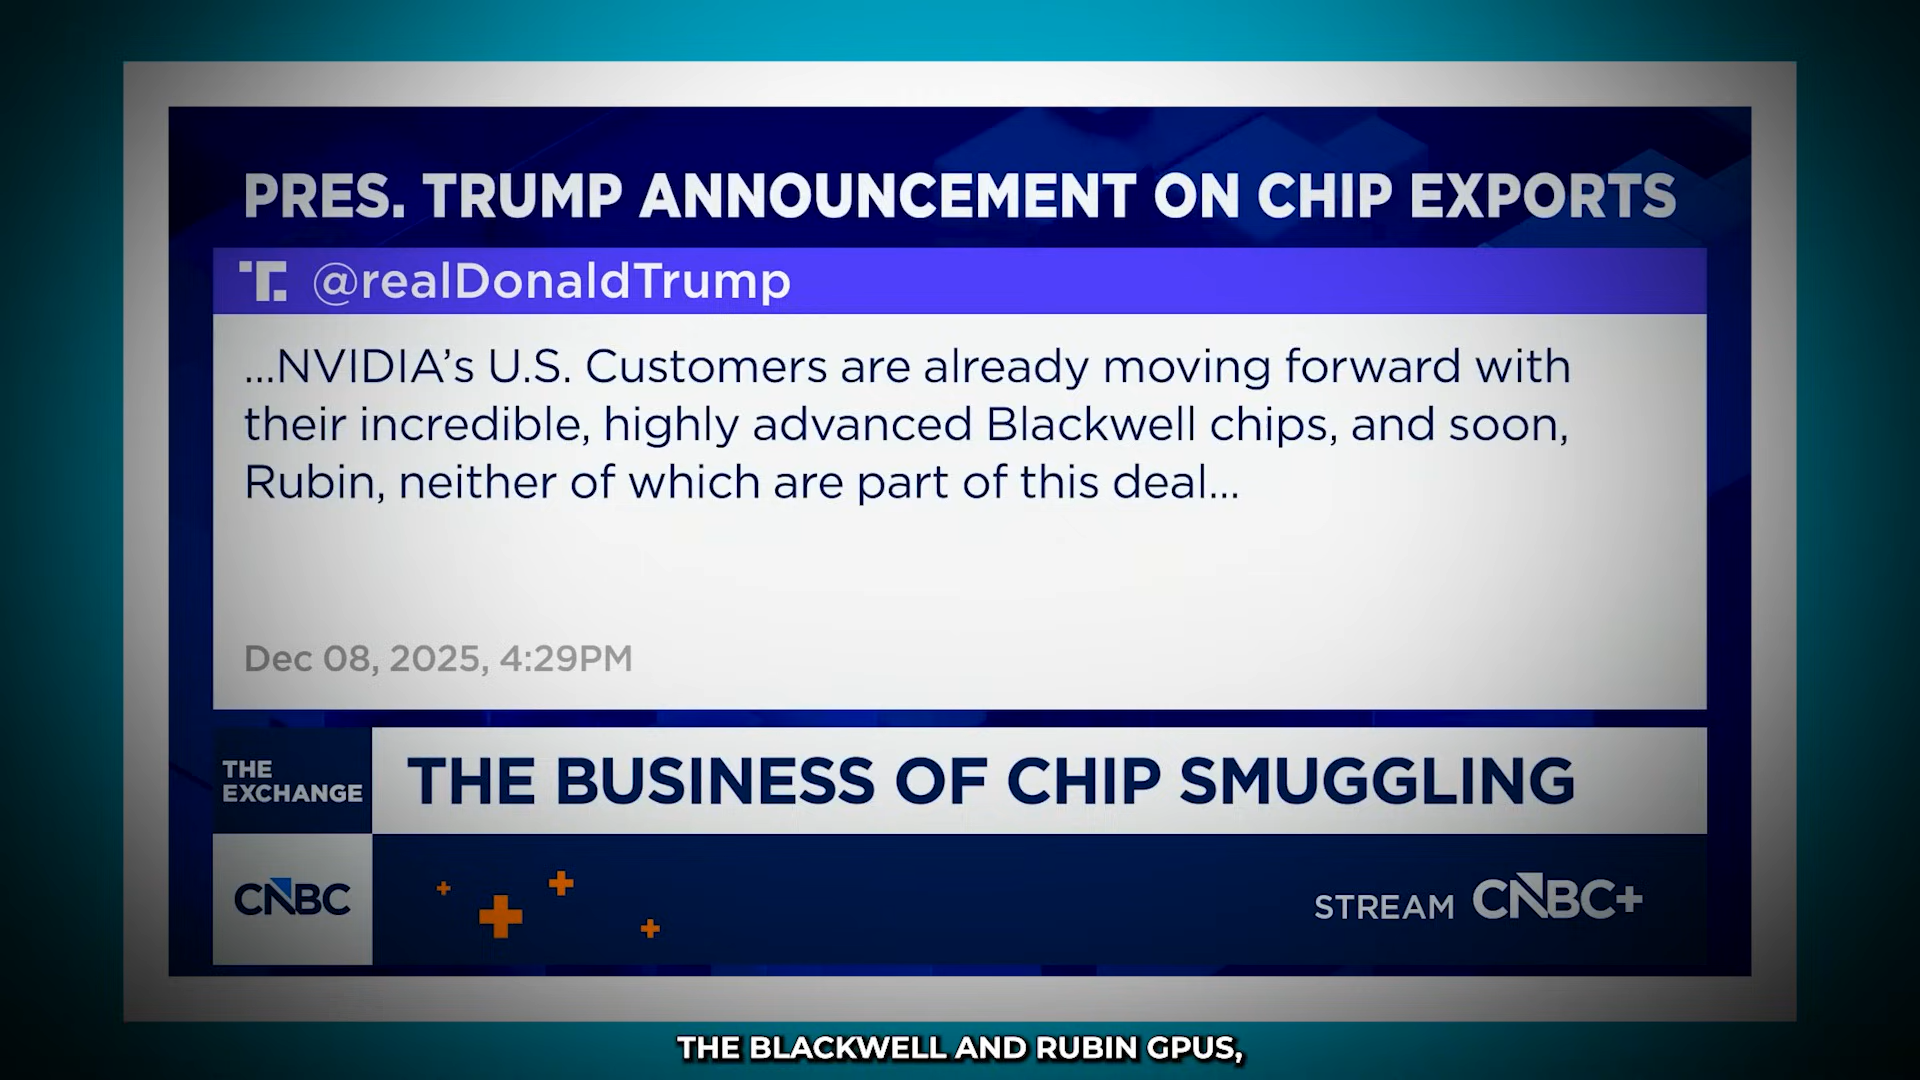 PRES. TRUMP ANNOUNCEMENT ON CHIP EXPORTS
T. @realDonaldTrump
...NVIDIA’s U.S. Customers are already moving forward with
their incredible, highly advanced Blackwell chips, and soon,
Rubin, neither of which are part of this deal...
Dec 08, 2025, 4:29PM
THE
EXCHANGE
THE BUSINESS OF CHIP SMUGGLING
CNBC
STREAM CNBC+
THE BLACKWELL AND RUBIN GPUS,